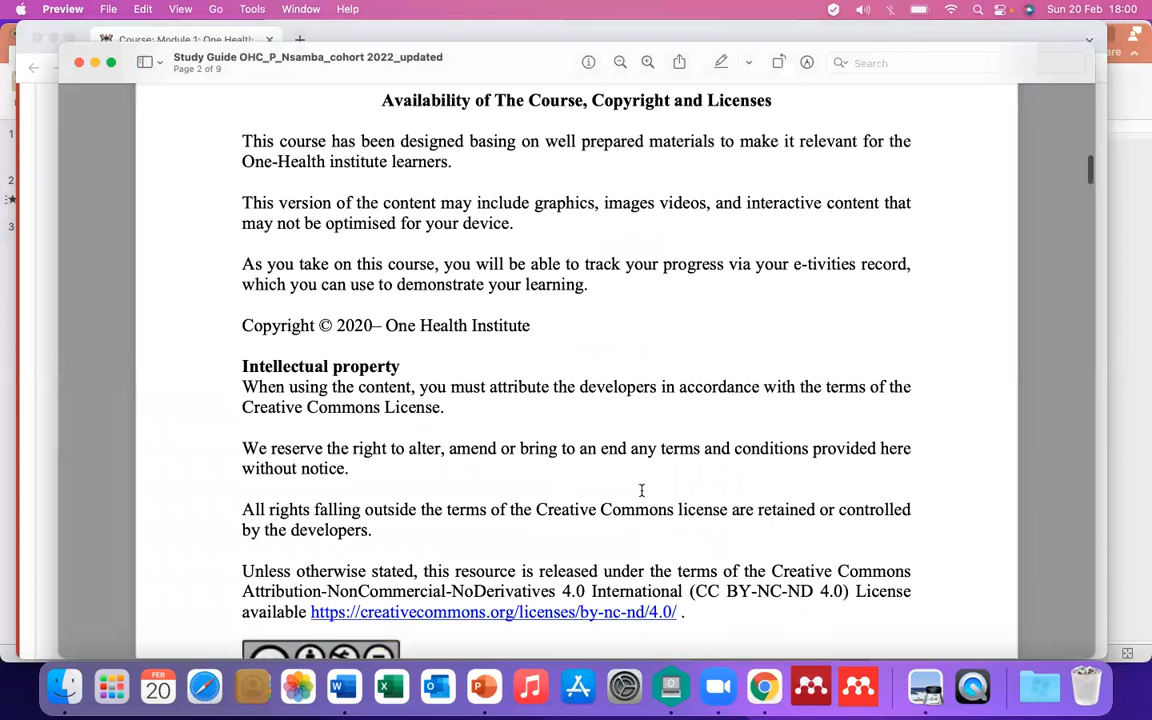 Preview File Edit View Go Tools Window Help Sun 20 Feb 18:00
Course: Module 1: One Health
Study Guide OHC_P_Nsamba_cohort 2022_updated
Page 2 of 9
Search
Availability of The Course, Copyright and Licenses
This course has been designed basing on well prepared materials to make it relevant for the
One-Health institute learners.
This version of the content may include graphics, images videos, and interactive content that
may not be optimised for your device.
As you take on this course, you will be able to track your progress via your e-tivities record,
which you can use to demonstrate your learning.
Copyright © 2020– One Health Institute
Intellectual property
When using the content, you must attribute the developers in accordance with the terms of the
Creative Commons License.
We reserve the right to alter, amend or bring to an end any terms and conditions provided here
without notice.
All rights falling outside the terms of the Creative Commons license are retained or controlled
by the developers.
Unless otherwise stated, this resource is released under the terms of the Creative Commons
Attribution-NonCommercial-NoDerivatives 4.0 International (CC BY-NC-ND 4.0) License
available https://creativecommons.org/licenses/by-nc-nd/4.0/ .
1
2
3
FEB
20